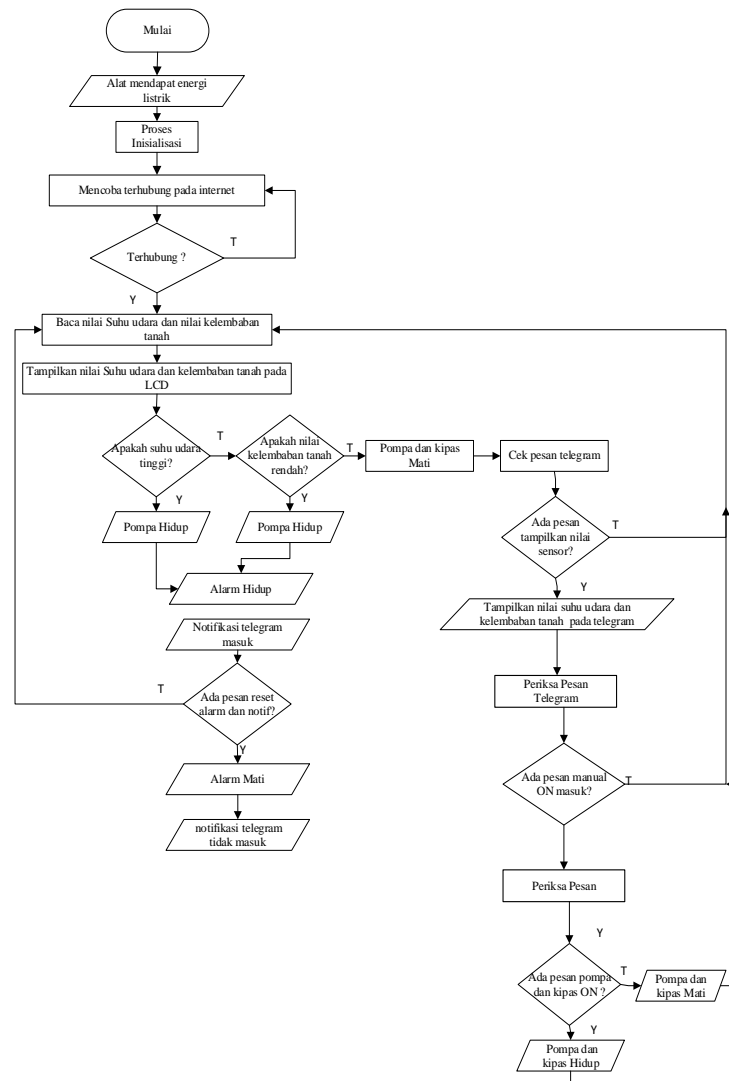 Mulai
Alat mendapat energi
listrik
Proses
Inisialisasi
Mencoba terhubung pada internet
Terhubung ?
T
Y
Baca nilai Suhu udara dan nilai kelembaban
tanah
Tampilkan nilai Suhu udara dan kelembaban tanah pada
LCD
Apakah suhu udara
tinggi?
T
Y
Apakah nilai
kelembaban tanah
rendah?
T
Y
Pompa dan kipas
Mati
Cek pesan telegram
Pompa Hidup
Pompa Hidup
Alarm Hidup
Notifikasi telegram
masuk
Ada pesan reset
alarm dan notif?
T
Y
Alarm Mati
notifikasi telegram
tidak masuk
Ada pesan
tampilkan nilai
sensor?
T
Y
Tampilkan nilai suhu udara dan
kelembaban tanah pada telegram
Periksa Pesan
Telegram
Ada pesan manual
ON masuk?
T
Periksa Pesan
Y
Ada pesan pompa
dan kipas ON ?
T
Pompa dan
kipas Mati
Y
Pompa dan
kipas Hidup